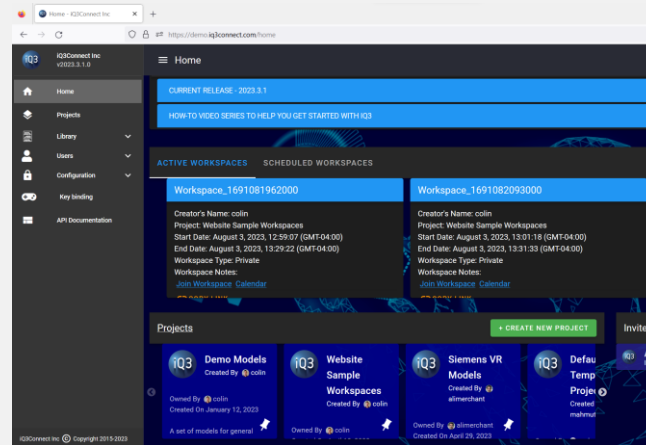 Home - IQ3Connect Inc
https://demo.iq3connect.com/home
iQ3
iQ3Connect Inc
v2023.3.1.0
Home
Home
Projects
Library
Users
Configuration
Key binding
API Documentation
iQ3Connect Inc © Copyright 2015-2023
CURRENT RELEASE - 2023.3.1
HOW-TO VIDEO SERIES TO HELP YOU GET STARTED WITH IQ3
ACTIVE WORKSPACES SCHEDULED WORKSPACES
Workspace_1691081962000
Creator's Name: colin
Project: Website Sample Workspaces
Start Date: August 3, 2023, 12:59:07 (GMT-04:00)
End Date: August 3, 2023, 13:29:22 (GMT-04:00)
Workspace Type: Private
Workspace Notes:
Join Workspace Calendar
Workspace_1691082093000
Creator's Name: colin
Project: Website Sample Workspaces
Start Date: August 3, 2023, 13:01:18 (GMT-04:00)
End Date: August 3, 2023, 13:31:33 (GMT-04:00)
Workspace Type: Private
Workspace Notes:
Join Workspace Calendar
Projects
+ CREATE NEW PROJECT
Invite
iQ3
Demo Models
Created By colin
Owned By colin
Created On January 12, 2023
A set of models for general
iQ3
Website
Sample
Workspaces
Created By colin
Owned By colin
iQ3
Siemens VR
Models
Created By
alimerchant
Owned By alimerchant
Created On April 29, 2023
iQ3
Defau
Temp
Proje
Created
mahmut
iQ3